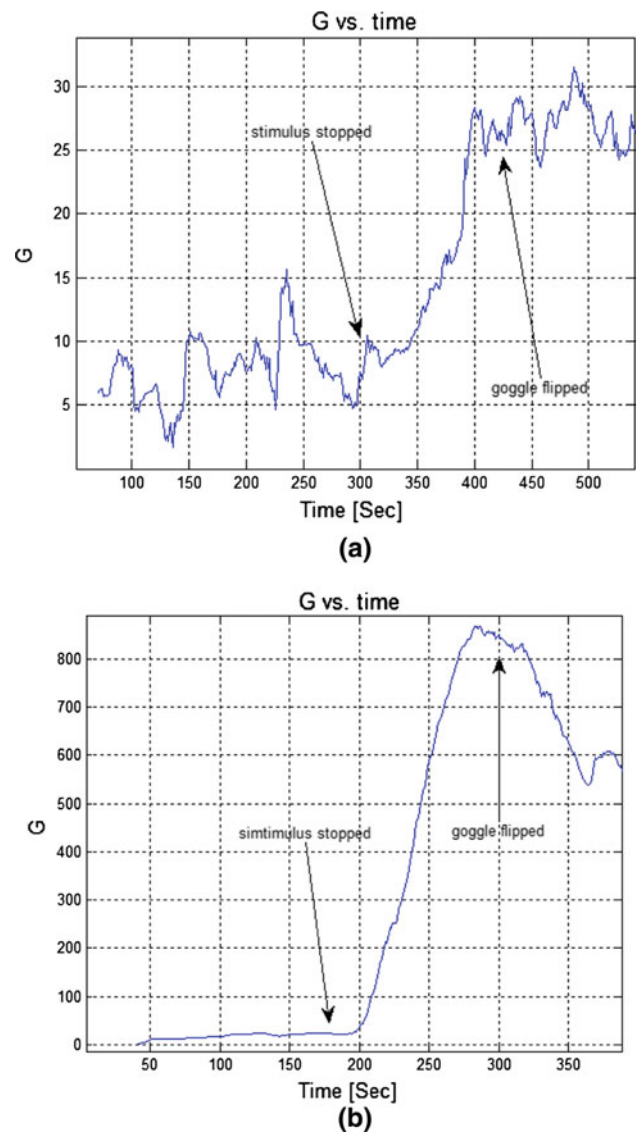 G vs. time
30
25
20
15
10
5
G
stimulus stopped
goggle flipped
100 150 200 250 300 350 400 450 500
Time [Sec]
(a)
G vs. time
800
700
600
500
400
300
200
100
0
G
simtimulus stopped
goggle flipped
50 100 150 200 250 300 350
Time [Sec]
(b)